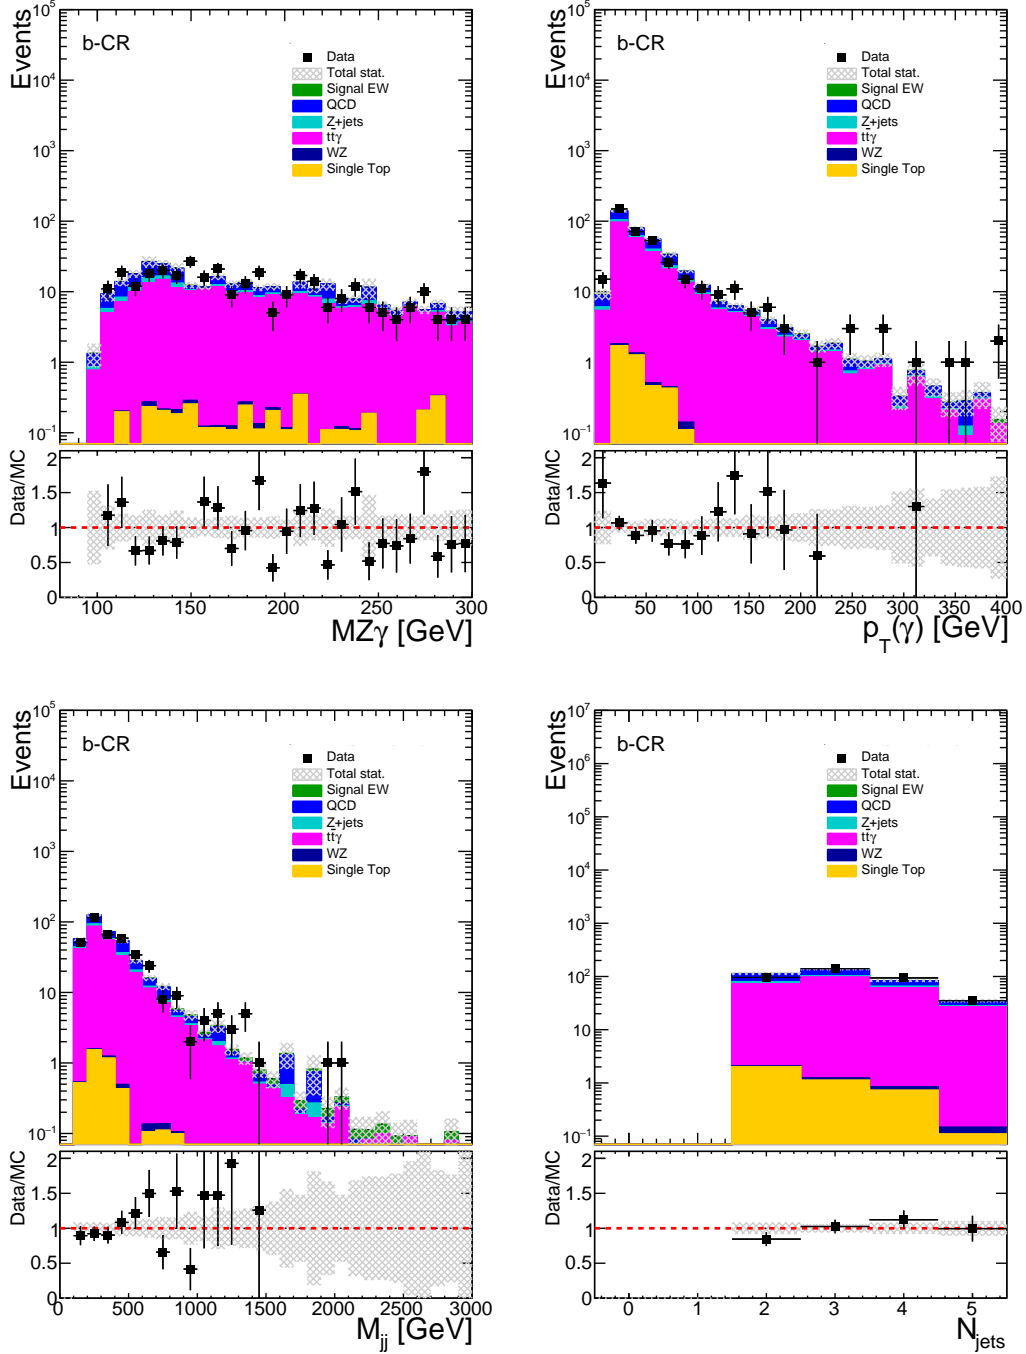 Events
10^5
10^4
10^3
10^2
10
1
10^-1
b-CR
Data
Total stat.
Signal EW
QCD
Z+jets
tt̄γ
WZ
Single Top
Data/MC
2
1.5
1
0.5
0
100 150 200 250 300
MZγ [GeV]
Events
10^5
10^4
10^3
10^2
10
1
10^-1
b-CR
Data
Total stat.
Signal EW
QCD
Z+jets
tt̄γ
WZ
Single Top
Data/MC
2
1.5
1
0.5
0
0 50 100 150 200 250 300 350 400
p_T(γ) [GeV]
Events
10^5
10^4
10^3
10^2
10
1
10^-1
b-CR
Data
Total stat.
Signal EW
QCD
Z+jets
tt̄γ
WZ
Single Top
Data/MC
2
1.5
1
0.5
0
0 500 1000 1500 2000 2500 3000
M_jj [GeV]
Events
10^7
10^6
10^5
10^4
10^3
10^2
10
1
10^-1
b-CR
Data
Total stat.
Signal EW
QCD
Z+jets
tt̄γ
WZ
Single Top
Data/MC
2
1.5
1
0.5
0
0 1 2 3 4 5
N_jets